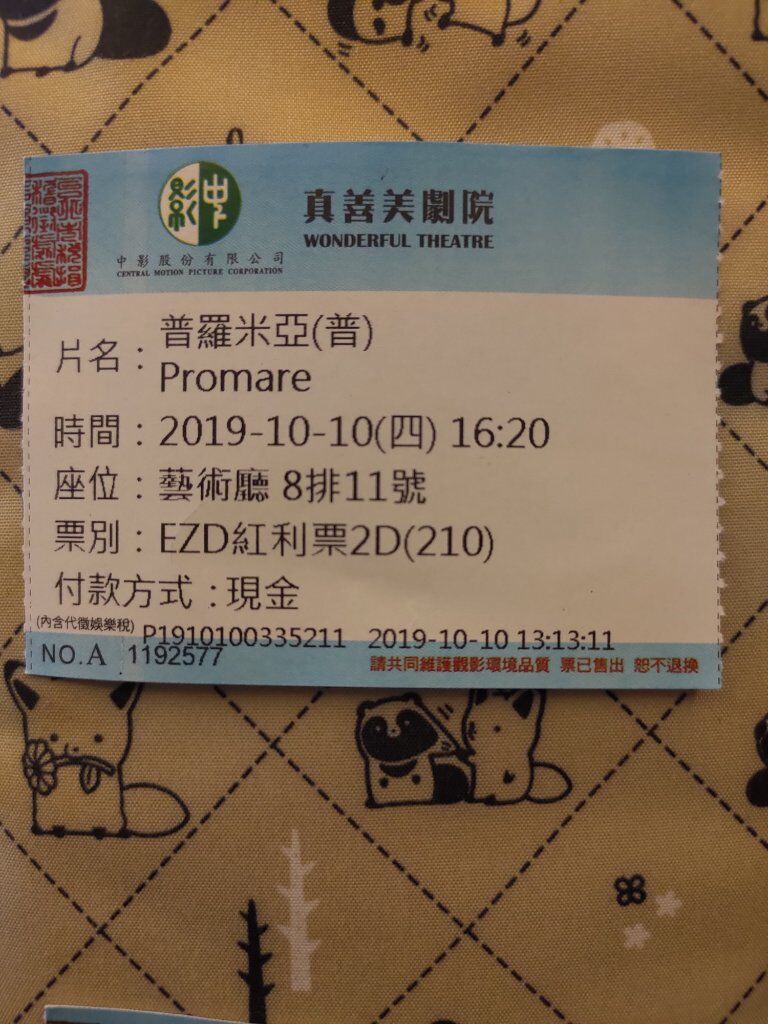 影中
中影股份有限公司
CENTRAL MOTION PICTURE CORPORATION
真善美劇院
WONDERFUL THEATRE
片名：普羅米亞(普)
Promare
時間：2019-10-10(四) 16:20
座位：藝術廳 8排11號
票別：EZD紅利票2D(210)
付款方式：現金
(內含代徵娛樂稅)
P1910100335211 2019-10-10 13:13:11
NO.A 1192577
請共同維護觀影環境品質 票已售出 恕不退換